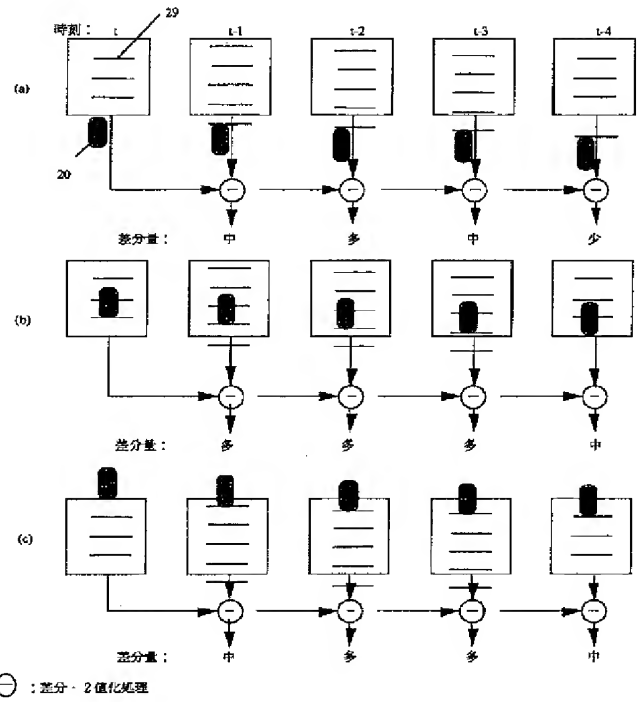 時刻： t t-1 t-2 t-3 t-4
29
(a)
20
差分量： 中 多 中 少
(b)
差分量： 多 多 多 中
(c)
差分量： 中 多 多 中
⊖ ：差分・2値化処理